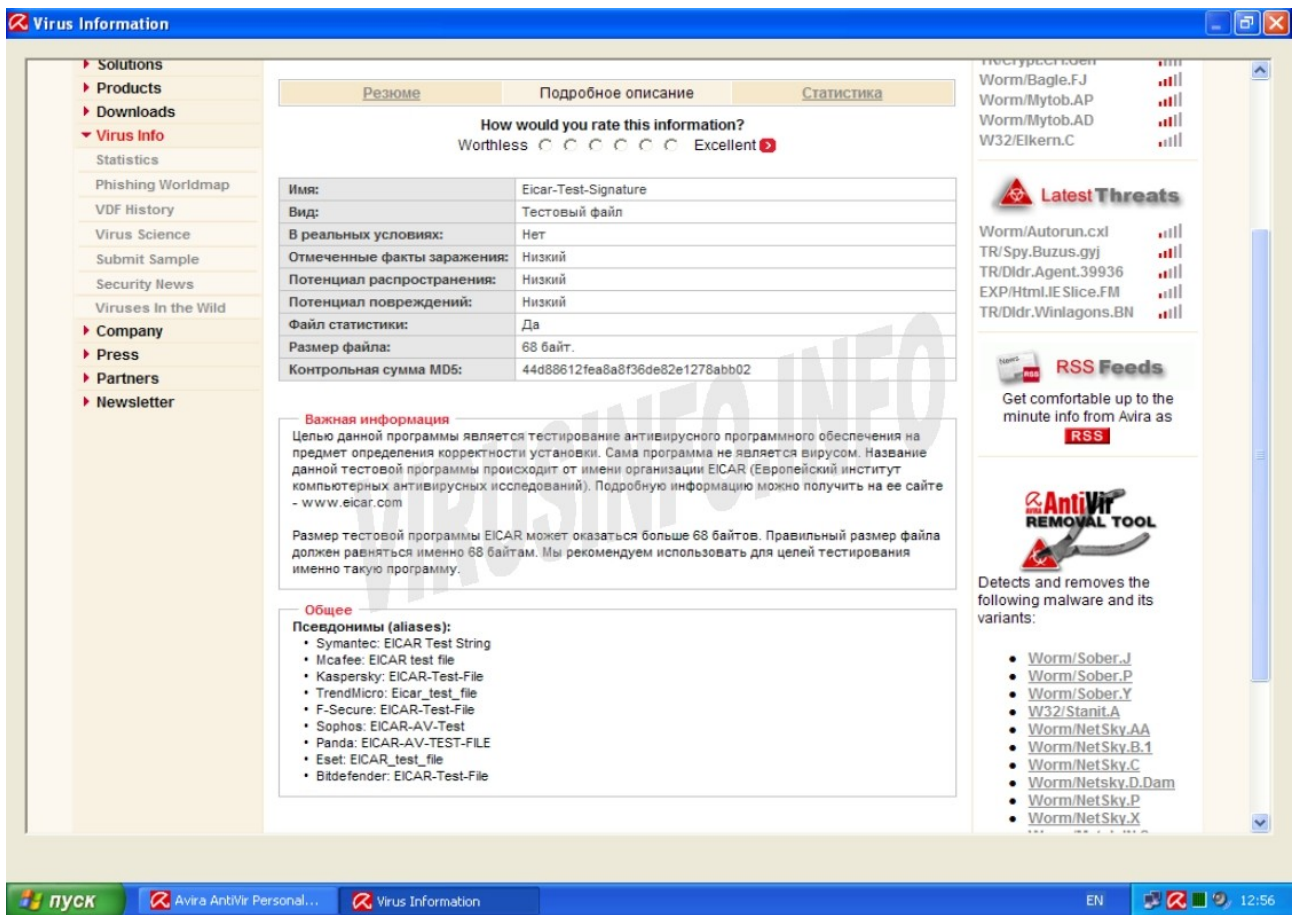 Virus Information
Solutions
Products
Downloads
Virus Info
Statistics
Phishing Worldmap
VDF History
Virus Science
Submit Sample
Security News
Viruses In the Wild
Company
Press
Partners
Newsletter
Резюме
Подробное описание
Статистика
How would you rate this information?
Worthless Excellent
Имя: Eicar-Test-Signature
Вид: Тестовый файл
В реальных условиях: Нет
Отмеченные факты заражения: Низкий
Потенциал распространения: Низкий
Потенциал повреждений: Низкий
Файл статистики: Да
Размер файла: 68 байт.
Контрольная сумма MD5: 44d88612fea8a8f36de82e1278abb02
Важная информация
Целью данной программы является тестирование антивирусного программного обеспечения на
предмет определения корректности установки. Сама программа не является вирусом. Название
данной тестовой программы происходит от имени организации EICAR (Европейский институт
компьютерных антивирусных исследований). Подробную информацию можно получить на ее сайте
- www.eicar.com
Размер тестовой программы EICAR может оказаться больше 68 байтов. Правильный размер файла
должен равняться именно 68 байтам. Мы рекомендуем использовать для целей тестирования
именно такую программу.
Общее
Псевдонимы (aliases):
• Symantec: EICAR Test String
• Mcafee: EICAR test file
• Kaspersky: EICAR-Test-File
• TrendMicro: Eicar_test_file
• F-Secure: EICAR-Test-File
• Sophos: EICAR-AV-Test
• Panda: EICAR-AV-TEST-FILE
• Eset: EICAR_test_file
• Bitdefender: EICAR-Test-File
VIRUSINFO.INFO
Worm/Bagle.FJ
Worm/Mytob.AP
Worm/Mytob.AD
W32/Elkern.C
Latest Threats
Worm/Autorun.cxl
TR/Spy.Buzus.gyj
TR/Dldr.Agent.39936
EXP/Html.IESlice.FM
TR/Dldr.Winlagons.BN
News
RSS
RSS Feeds
Get comfortable up to the
minute info from Avira as
RSS
AVIRA AntiVir
REMOVAL TOOL
Detects and removes the
following malware and its
variants:
• Worm/Sober.J
• Worm/Sober.P
• Worm/Sober.Y
• W32/Stanit.A
• Worm/NetSky.AA
• Worm/NetSky.B.1
• Worm/NetSky.C
• Worm/Netsky.D.Dam
• Worm/NetSky.P
• Worm/NetSky.X
пуск
Avira AntiVir Personal...
Virus Information
EN
12:56